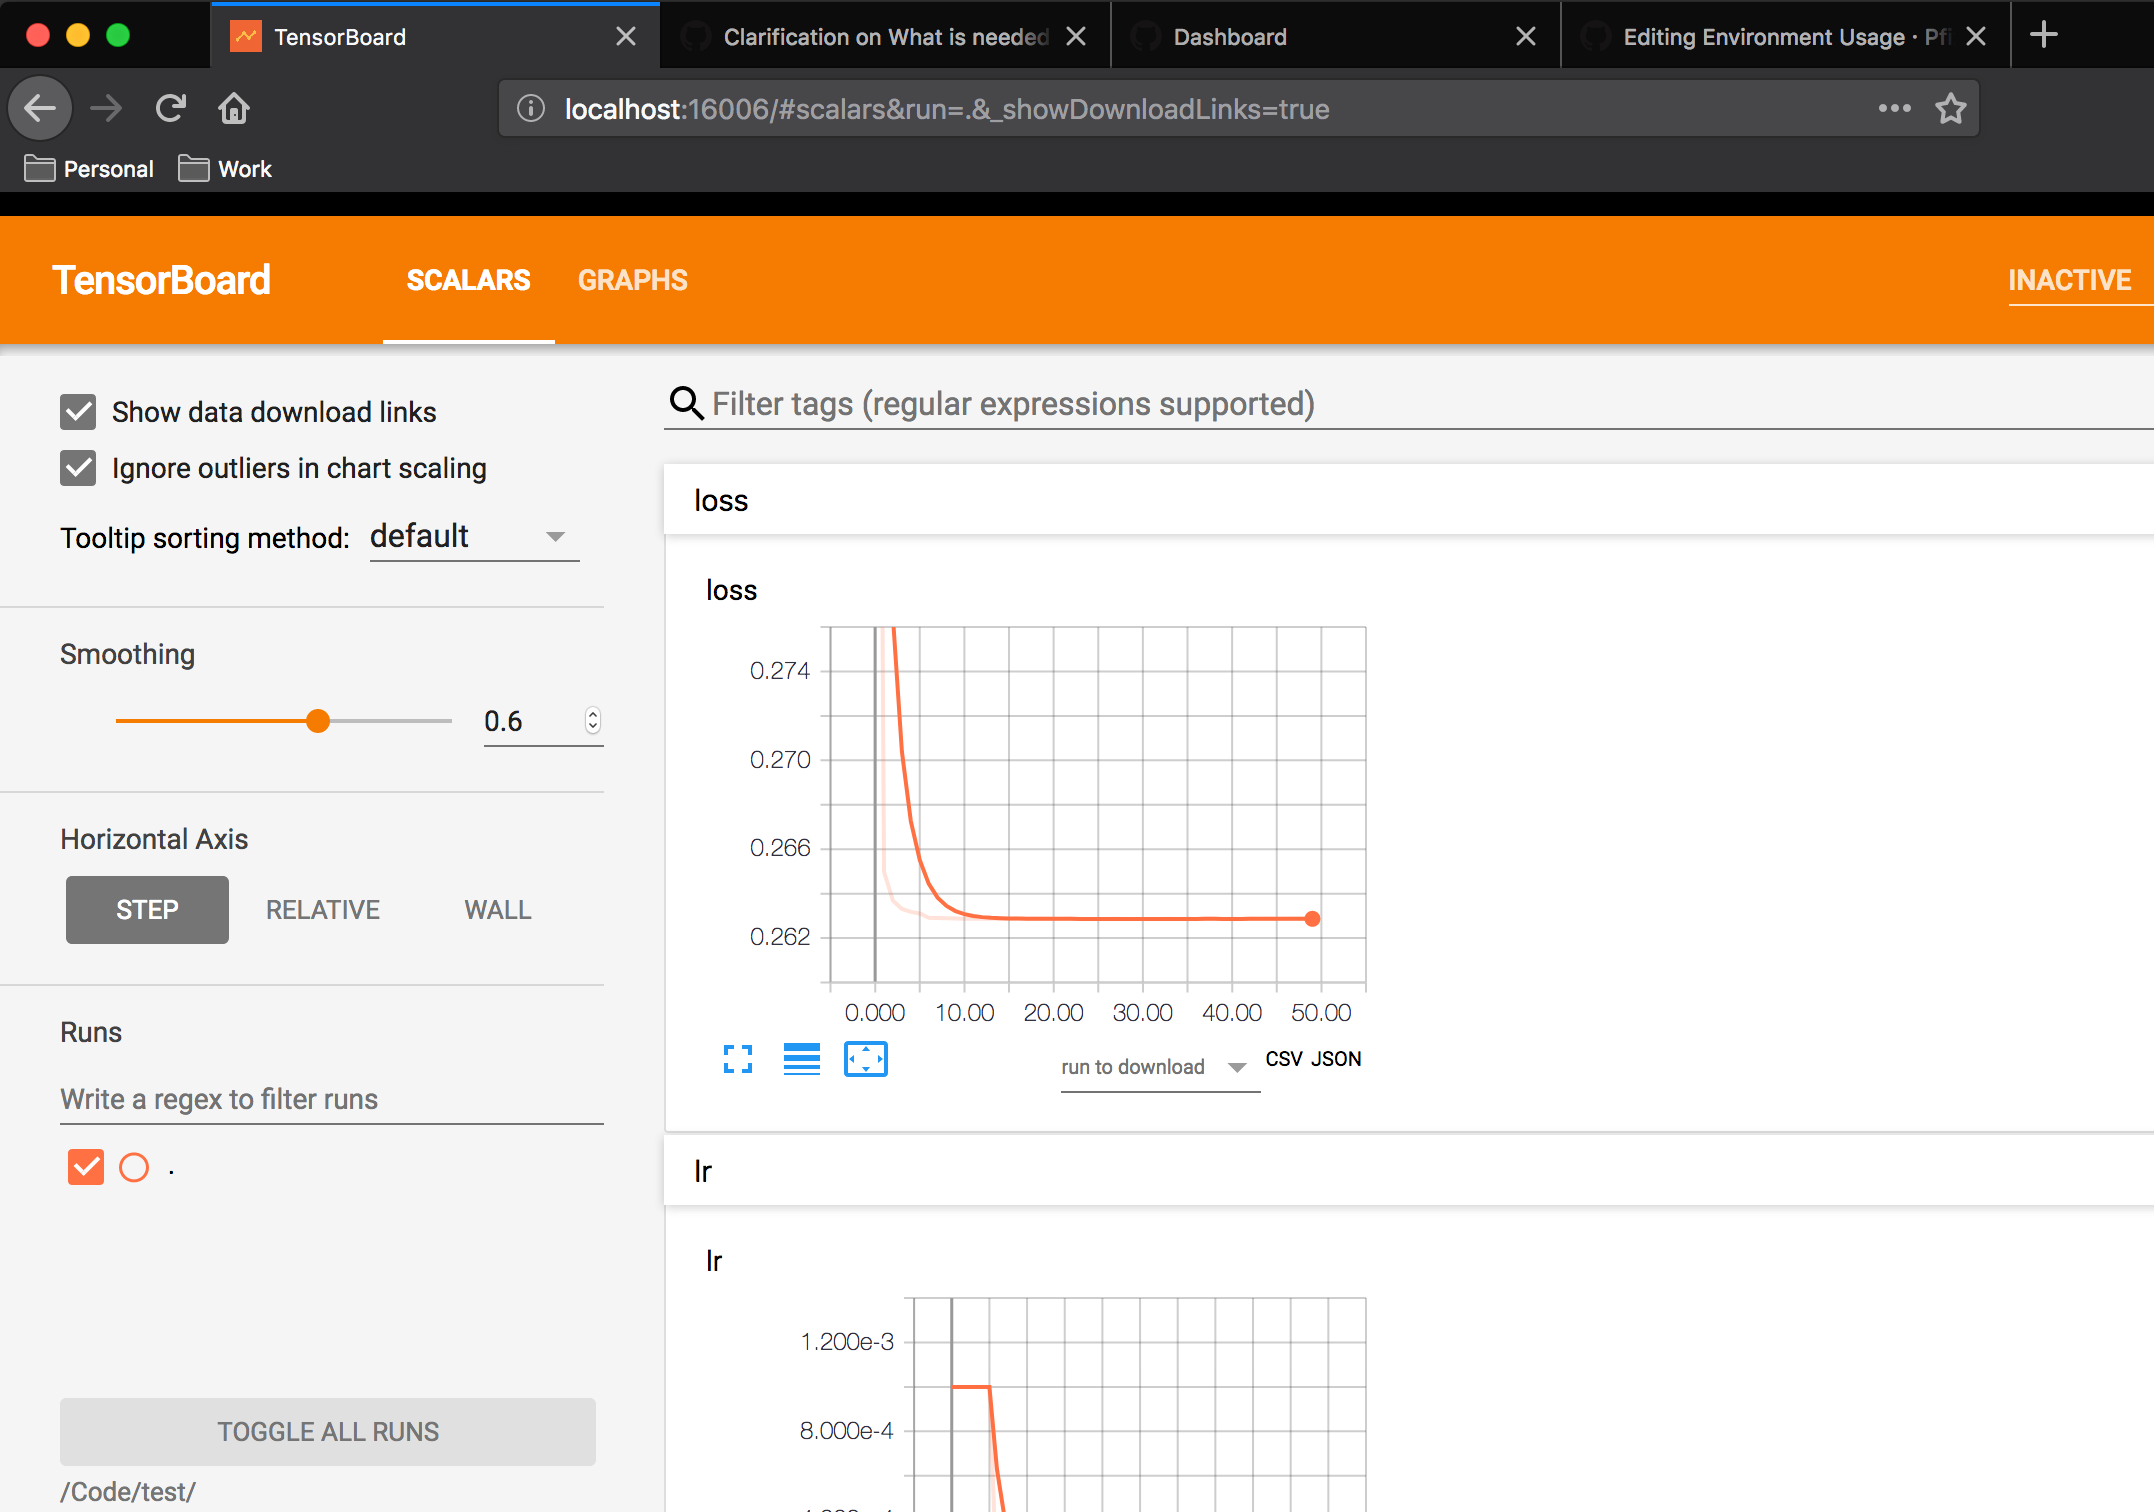 TensorBoard
Clarification on What is needed
Dashboard
Editing Environment Usage · Pfi
localhost:16006/#scalars&run=.&_showDownloadLinks=true
Personal
Work
TensorBoard
SCALARS
GRAPHS
INACTIVE
Show data download links
Ignore outliers in chart scaling
Tooltip sorting method: default
Smoothing
0.6
Horizontal Axis
STEP
RELATIVE
WALL
Runs
Write a regex to filter runs
.
TOGGLE ALL RUNS
/Code/test/
Filter tags (regular expressions supported)
loss
loss
0.274
0.270
0.266
0.262
0.000 10.00 20.00 30.00 40.00 50.00
run to download
CSV JSON
lr
lr
1.200e-3
8.000e-4